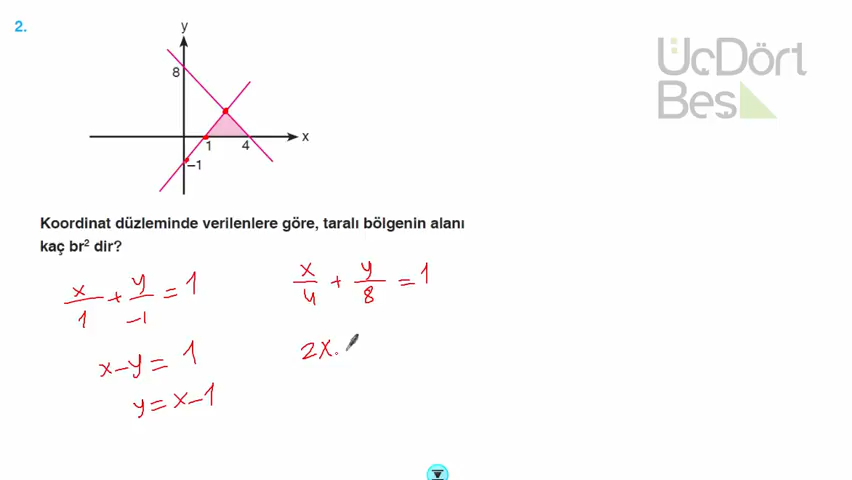 2.
y
8
x
1
4
−1
ÜçDört
Beş
Koordinat düzleminde verilenlere göre, taralı bölgenin alanı
kaç br² dir?
x/1 + y/−1 = 1
x/4 + y/8 = 1
x−y = 1
2x
y = x−1